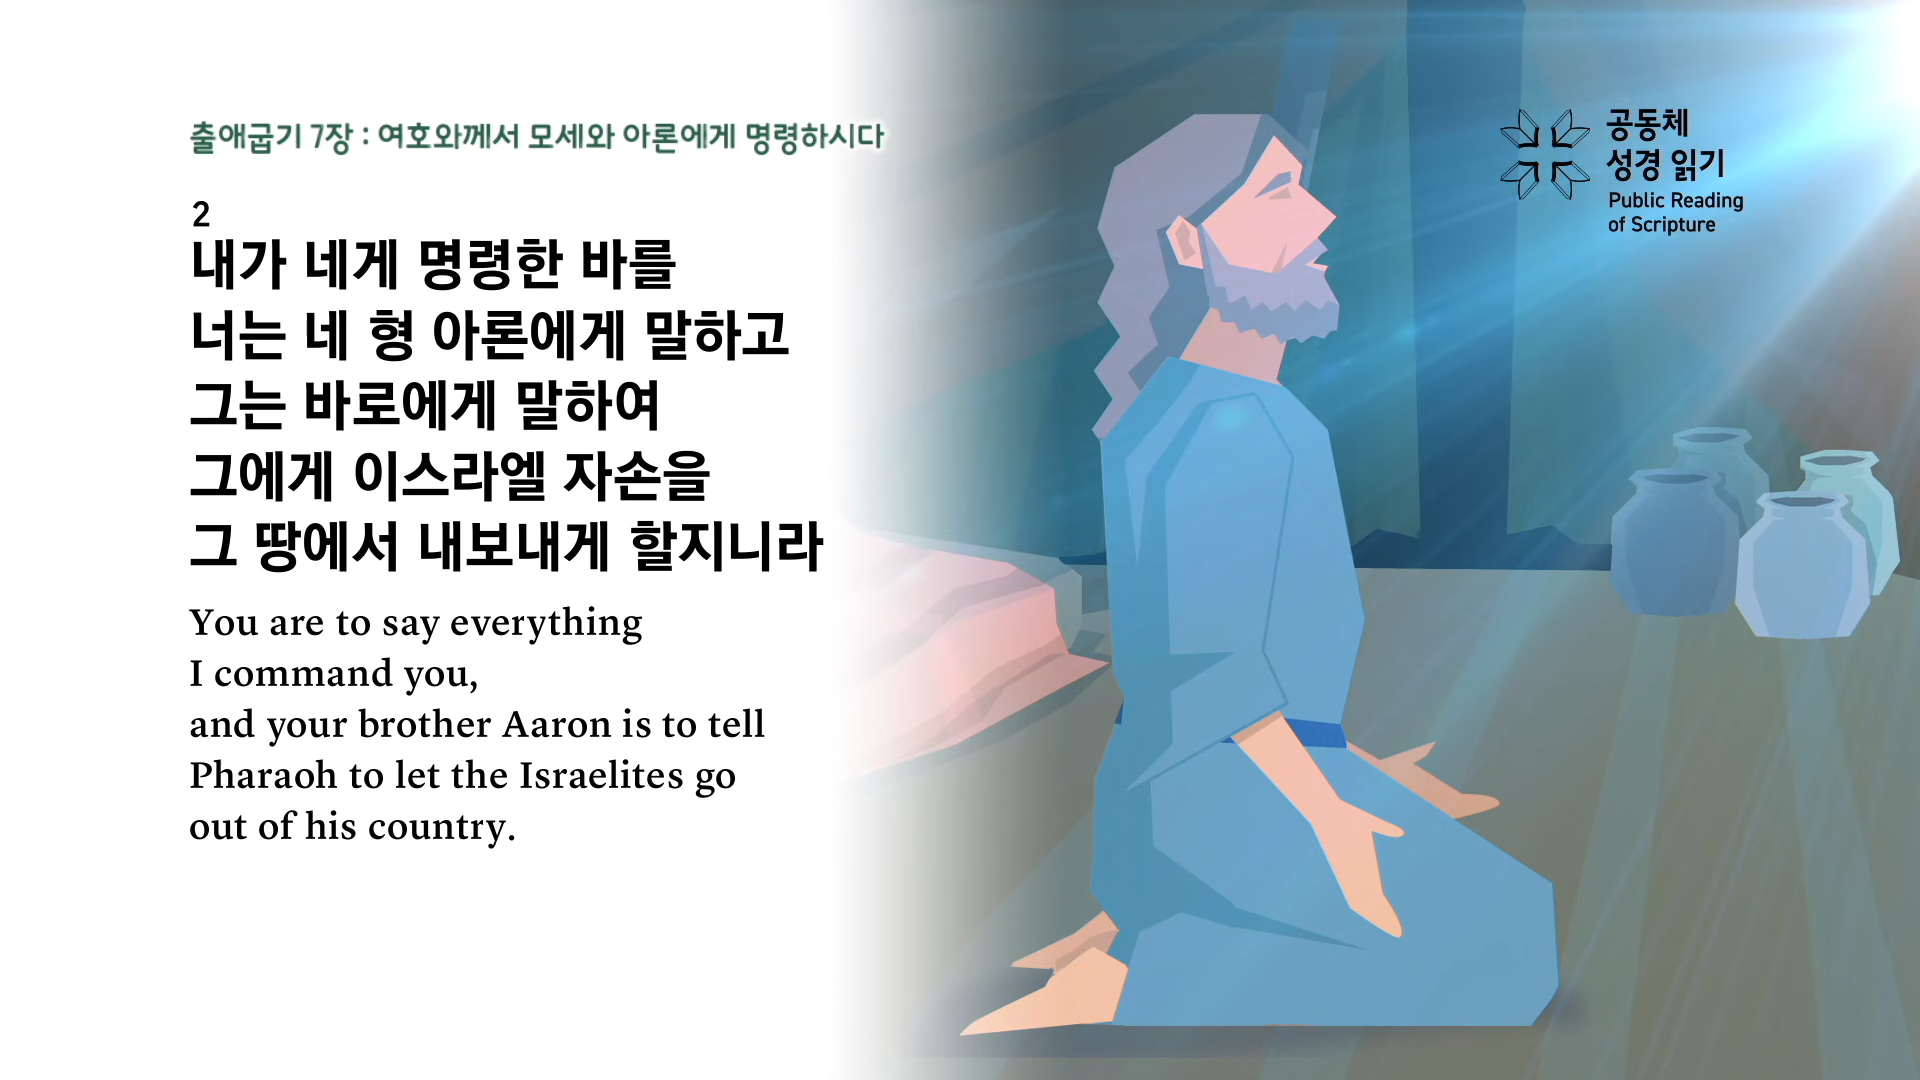 출애굽기 7장 : 여호와께서 모세와 아론에게 명령하시다
2
내가 네게 명령한 바를
너는 네 형 아론에게 말하고
그는 바로에게 말하여
그에게 이스라엘 자손을
그 땅에서 내보내게 할지니라
You are to say everything
I command you,
and your brother Aaron is to tell
Pharaoh to let the Israelites go
out of his country.
공동체
성경 읽기
Public Reading
of Scripture